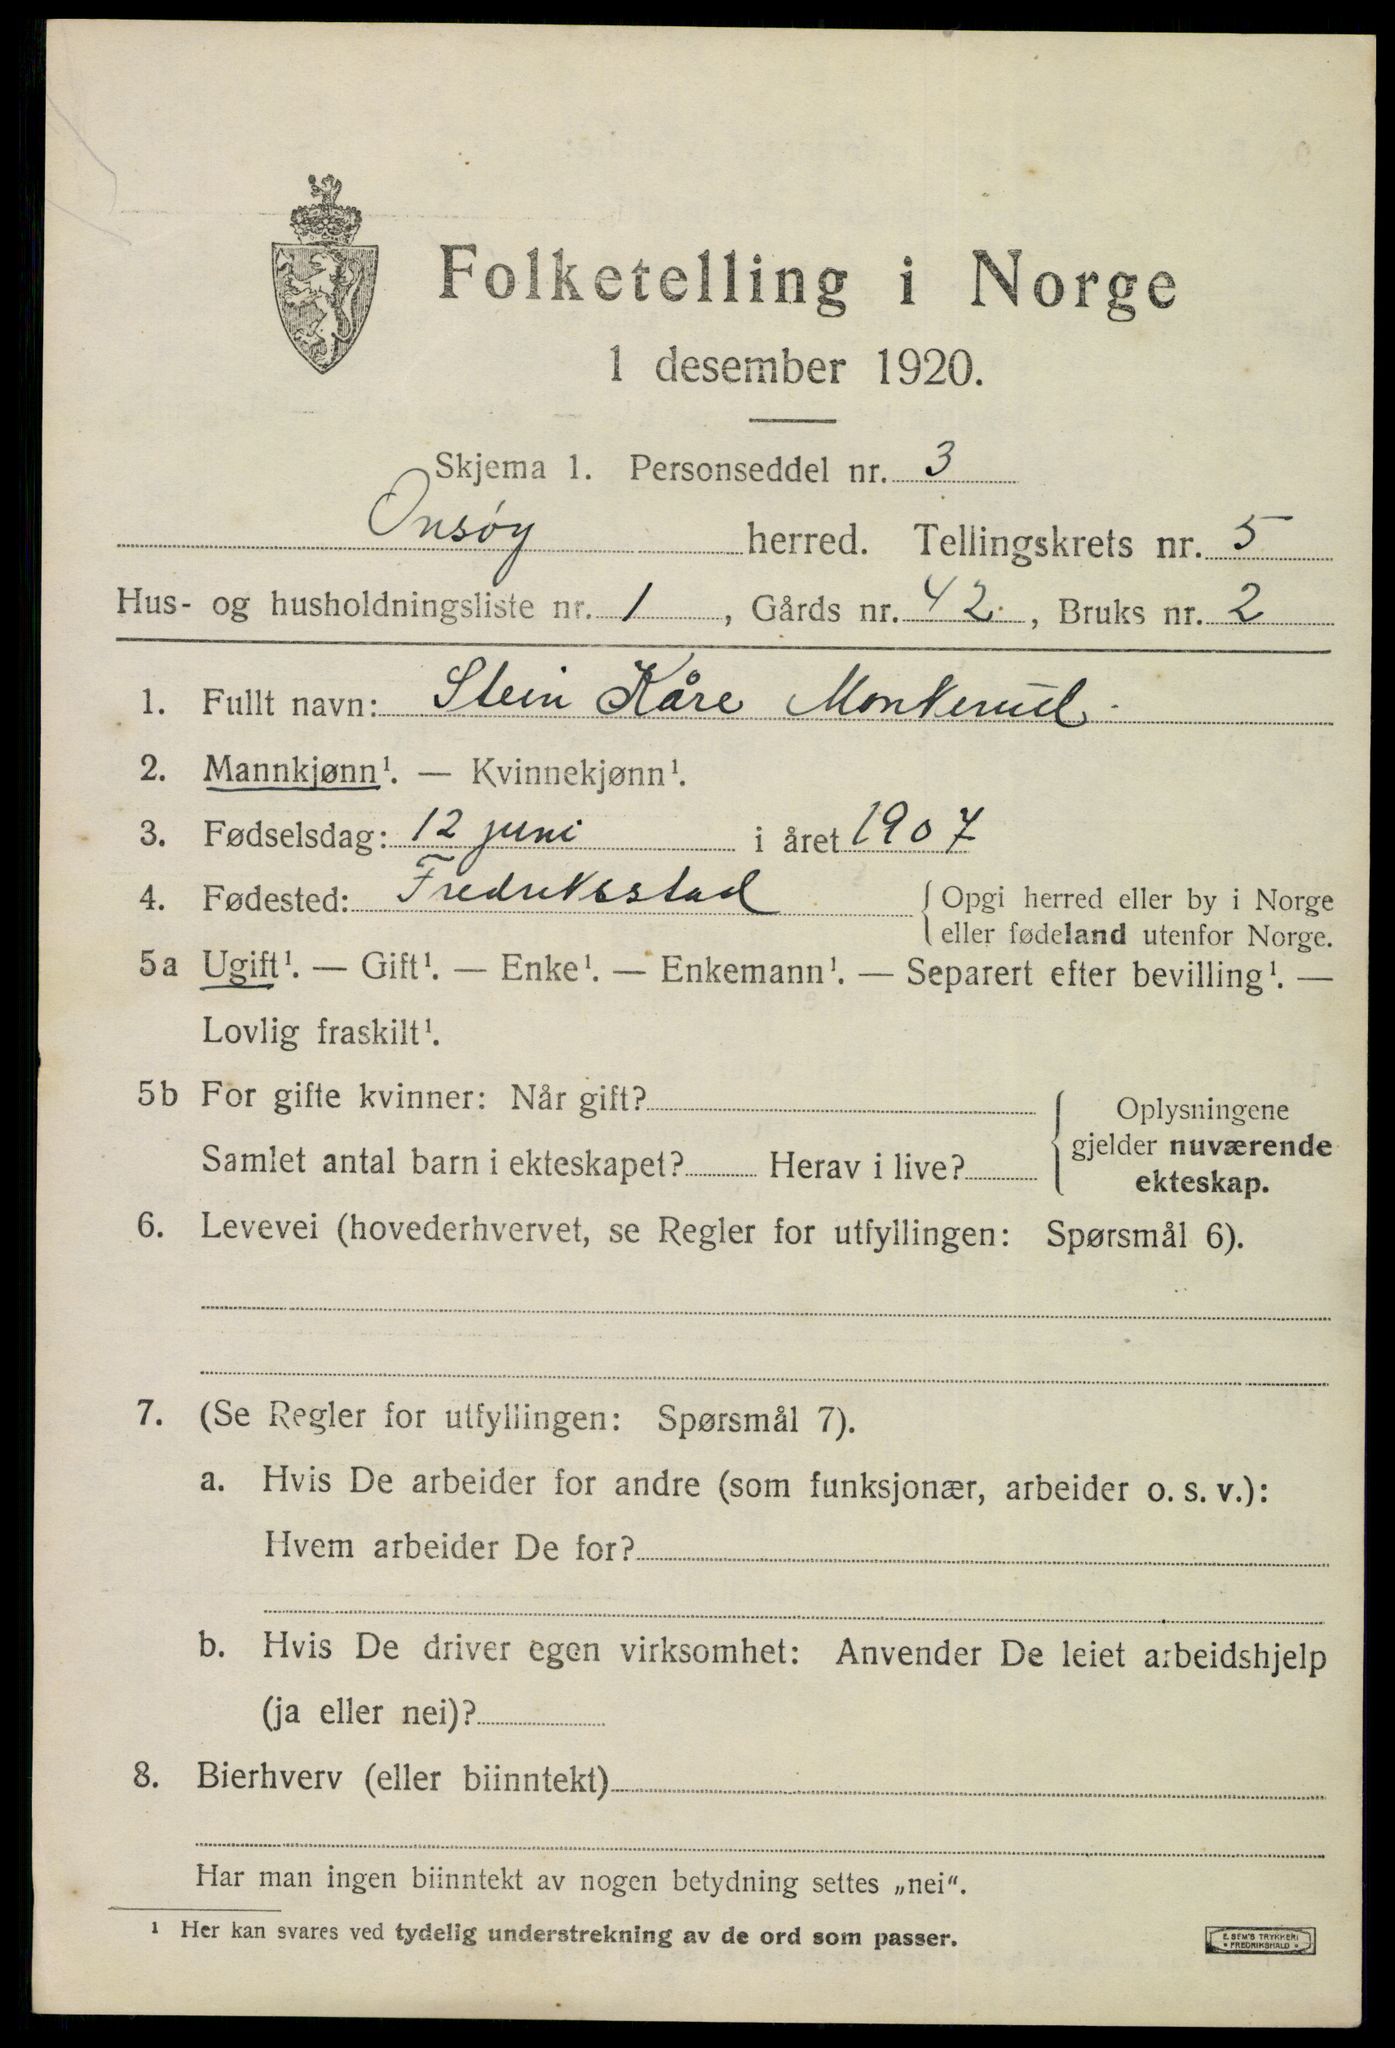 Folketelling i Norge
1 desember 1920.
Skjema 1. Personseddel nr. 3
Onsøy herred. Tellingskrets nr. 5
Hus- og husholdningsliste nr. 1, Gårds nr. 42, Bruks nr. 2
1. Fullt navn: Stein Kåre Monkerud.
2. Mannkjønn¹. — Kvinnekjønn¹.
3. Fødselsdag: 12 juni i året 1907
4. Fødested: Fredriksstad { Opgi herred eller by i Norge
eller fødeland utenfor Norge.
5a Ugift¹. — Gift¹. — Enke¹. — Enkemann¹. — Separert efter bevilling¹. —
Lovlig fraskilt¹.
5b For gifte kvinner: Når gift?
Samlet antal barn i ekteskapet? Herav i live?
Oplysningene
gjelder nuværende
ekteskap.
6. Levevei (hovederhvervet, se Regler for utfyllingen: Spørsmål 6).
7. (Se Regler for utfyllingen: Spørsmål 7).
a. Hvis De arbeider for andre (som funksjonær, arbeider o. s. v.):
Hvem arbeider De for?
b. Hvis De driver egen virksomhet: Anvender De leiet arbeidshjelp
(ja eller nei)?
8. Bierhverv (eller biinntekt)
Har man ingen biinntekt av nogen betydning settes „nei“.
¹ Her kan svares ved tydelig understrekning av de ord som passer.
E. SEM'S TRYKKERI
• FREDRIKSHALD •